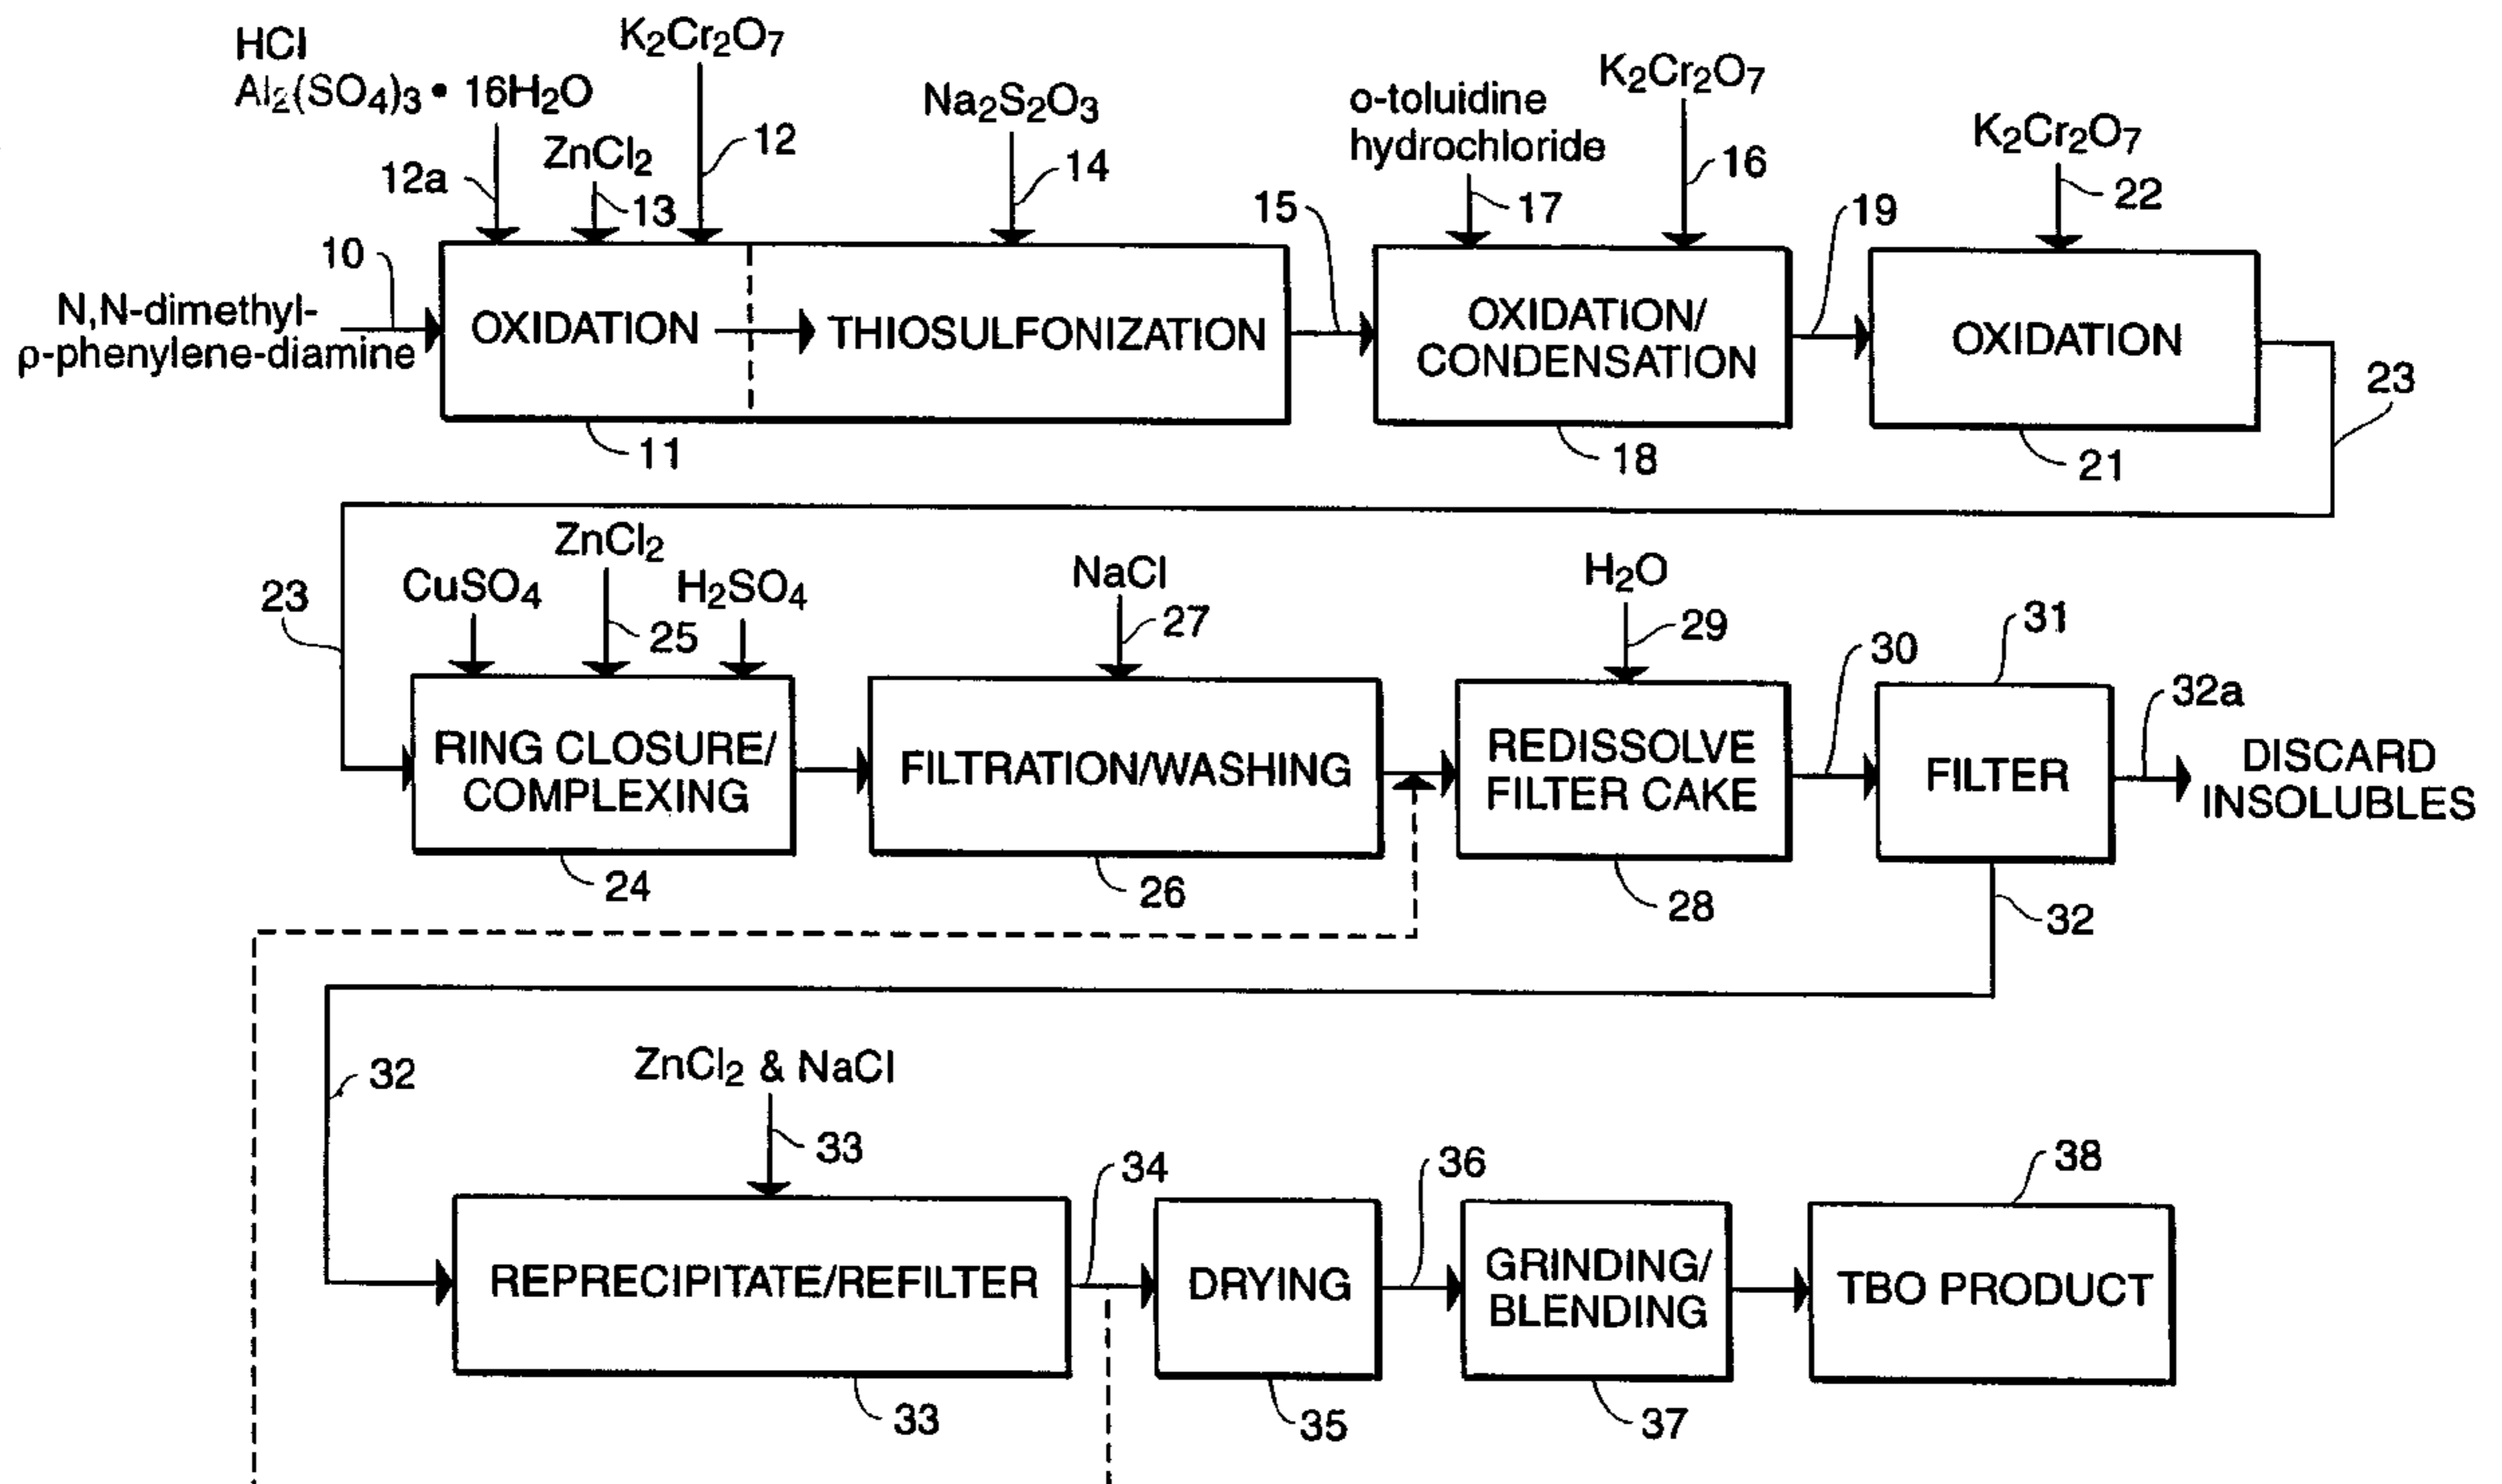 HCl
Al2(SO4)3• 16H2O
K2Cr2O7
ZnCl2
12a
13
12
Na2S2O3
14
o-toluidine
hydrochloride
17
K2Cr2O7
16
K2Cr2O7
22
10
N,N-dimethyl-
ρ-phenylene-diamine
OXIDATION
THIOSULFONIZATION
11
15
OXIDATION/
CONDENSATION
18
19
OXIDATION
21
23
23
CuSO4
ZnCl2
25
H2SO4
RING CLOSURE/
COMPLEXING
24
NaCl
27
FILTRATION/WASHING
26
H2O
29
REDISSOLVE
FILTER CAKE
28
30
31
FILTER
32a
DISCARD
INSOLUBLES
32
32
ZnCl2 & NaCl
33
REPRECIPITATE/REFILTER
33
34
DRYING
35
36
GRINDING/
BLENDING
37
38
TBO PRODUCT